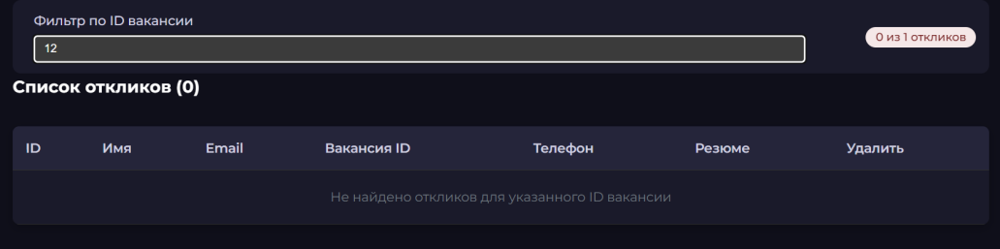 Фильтр по ID вакансии
12
0 из 1 откликов
Список откликов (0)
ID Имя Email Вакансия ID Телефон Резюме Удалить
Не найдено откликов для указанного ID вакансии